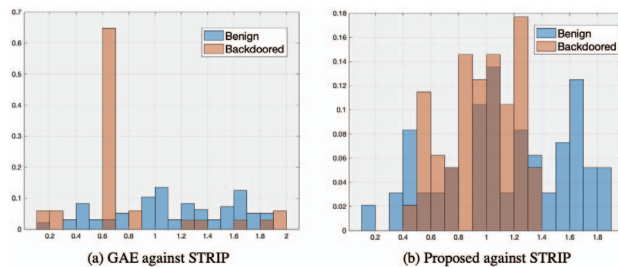 0.7
0.6
0.5
0.4
0.3
0.2
0.1
0
0.2 0.4 0.6 0.8 1 1.2 1.4 1.6 1.8 2
Benign
Backdoored
(a) GAE against STRIP
0.18
0.16
0.14
0.12
0.1
0.08
0.06
0.04
0.02
0
0.2 0.4 0.6 0.8 1 1.2 1.4 1.6 1.8
Benign
Backdoored
(b) Proposed against STRIP